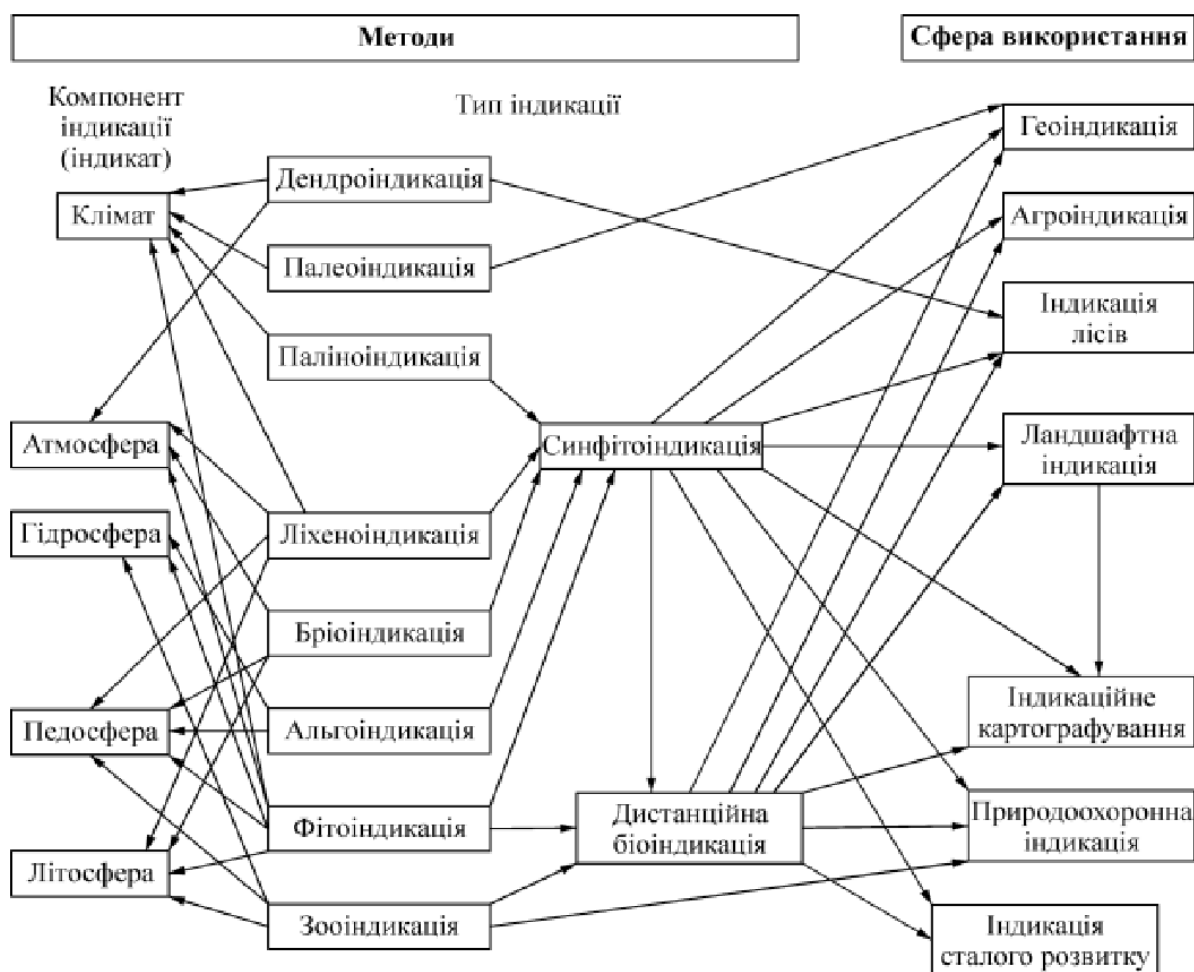 Методи
Сфера використання
Компонент
індикації
(індикат)
Тип індикації
Клімат
Атмосфера
Гідросфера
Педосфера
Літосфера
Дендроіндикація
Палеоіндикація
Паліноіндикація
Ліхеноіндикація
Бріоіндикація
Альгоіндикація
Фітоіндикація
Зооіндикація
Синфітоіндикація
Дистанційна
біоіндикація
Геоіндикація
Агроіндикація
Індикація
лісів
Ландшафтна
індикація
Індикаційне
картографування
Природоохоронна
індикація
Індикація
сталого розвитку